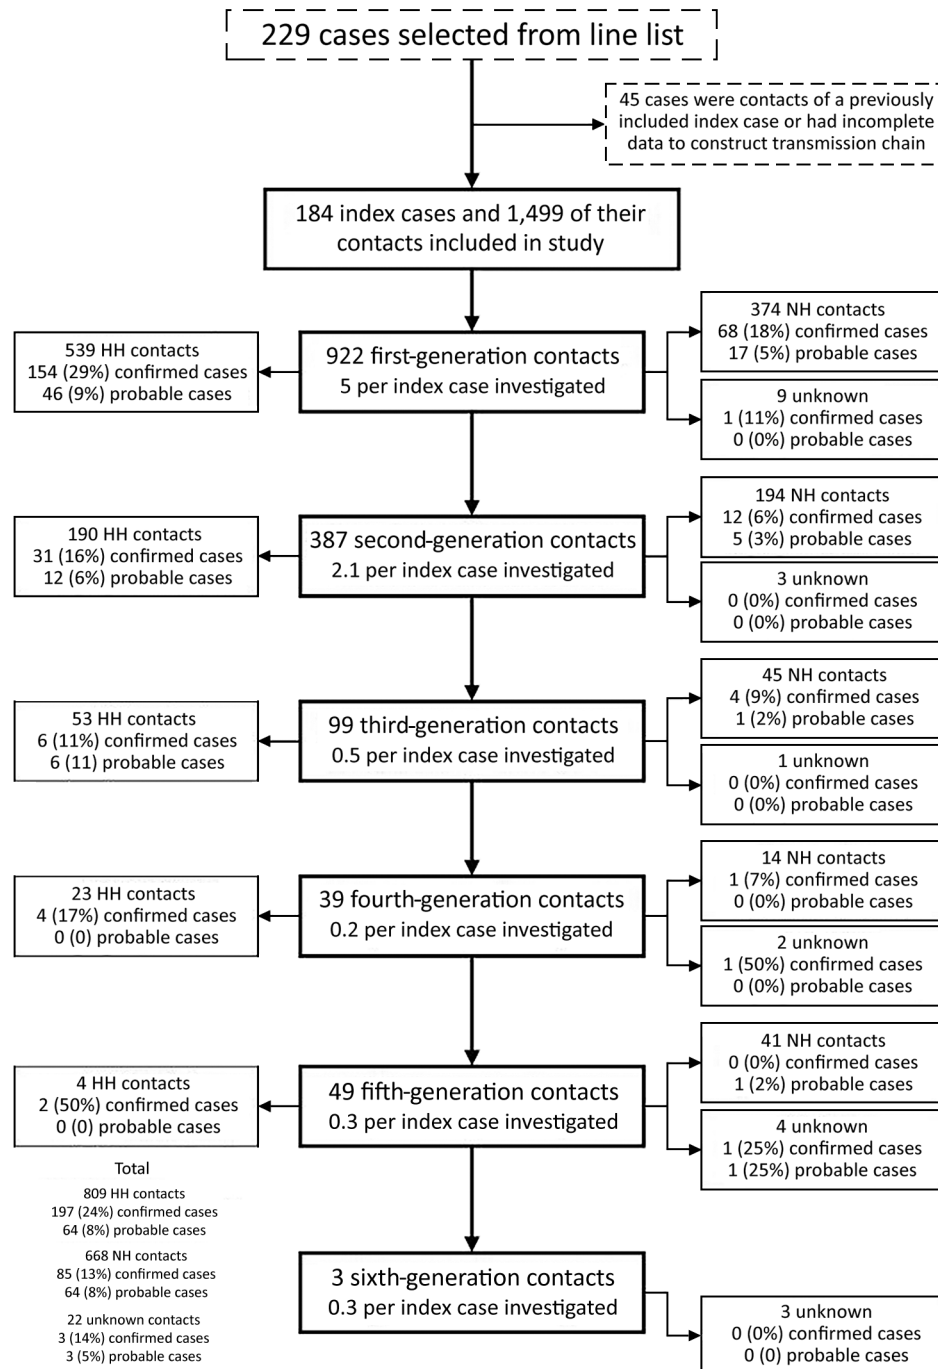 229 cases selected from line list
45 cases were contacts of a previously
included index case or had incomplete
data to construct transmission chain
184 index cases and 1,499 of their
contacts included in study
539 HH contacts
154 (29%) confirmed cases
46 (9%) probable cases
922 first-generation contacts
5 per index case investigated
374 NH contacts
68 (18%) confirmed cases
17 (5%) probable cases
9 unknown
1 (11%) confirmed cases
0 (0%) probable cases
190 HH contacts
31 (16%) confirmed cases
12 (6%) probable cases
387 second-generation contacts
2.1 per index case investigated
194 NH contacts
12 (6%) confirmed cases
5 (3%) probable cases
3 unknown
0 (0%) confirmed cases
0 (0%) probable cases
53 HH contacts
6 (11%) confirmed cases
6 (11) probable cases
99 third-generation contacts
0.5 per index case investigated
45 NH contacts
4 (9%) confirmed cases
1 (2%) probable cases
1 unknown
0 (0%) confirmed cases
0 (0%) probable cases
23 HH contacts
4 (17%) confirmed cases
0 (0) probable cases
39 fourth-generation contacts
0.2 per index case investigated
14 NH contacts
1 (7%) confirmed cases
0 (0%) probable cases
2 unknown
1 (50%) confirmed cases
0 (0%) probable cases
4 HH contacts
2 (50%) confirmed cases
0 (0) probable cases
49 fifth-generation contacts
0.3 per index case investigated
41 NH contacts
0 (0%) confirmed cases
1 (2%) probable cases
4 unknown
1 (25%) confirmed cases
1 (25%) probable cases
Total
809 HH contacts
197 (24%) confirmed cases
64 (8%) probable cases
668 NH contacts
85 (13%) confirmed cases
64 (8%) probable cases
22 unknown contacts
3 (14%) confirmed cases
3 (5%) probable cases
3 sixth-generation contacts
0.3 per index case investigated
3 unknown
0 (0%) confirmed cases
0 (0) probable cases